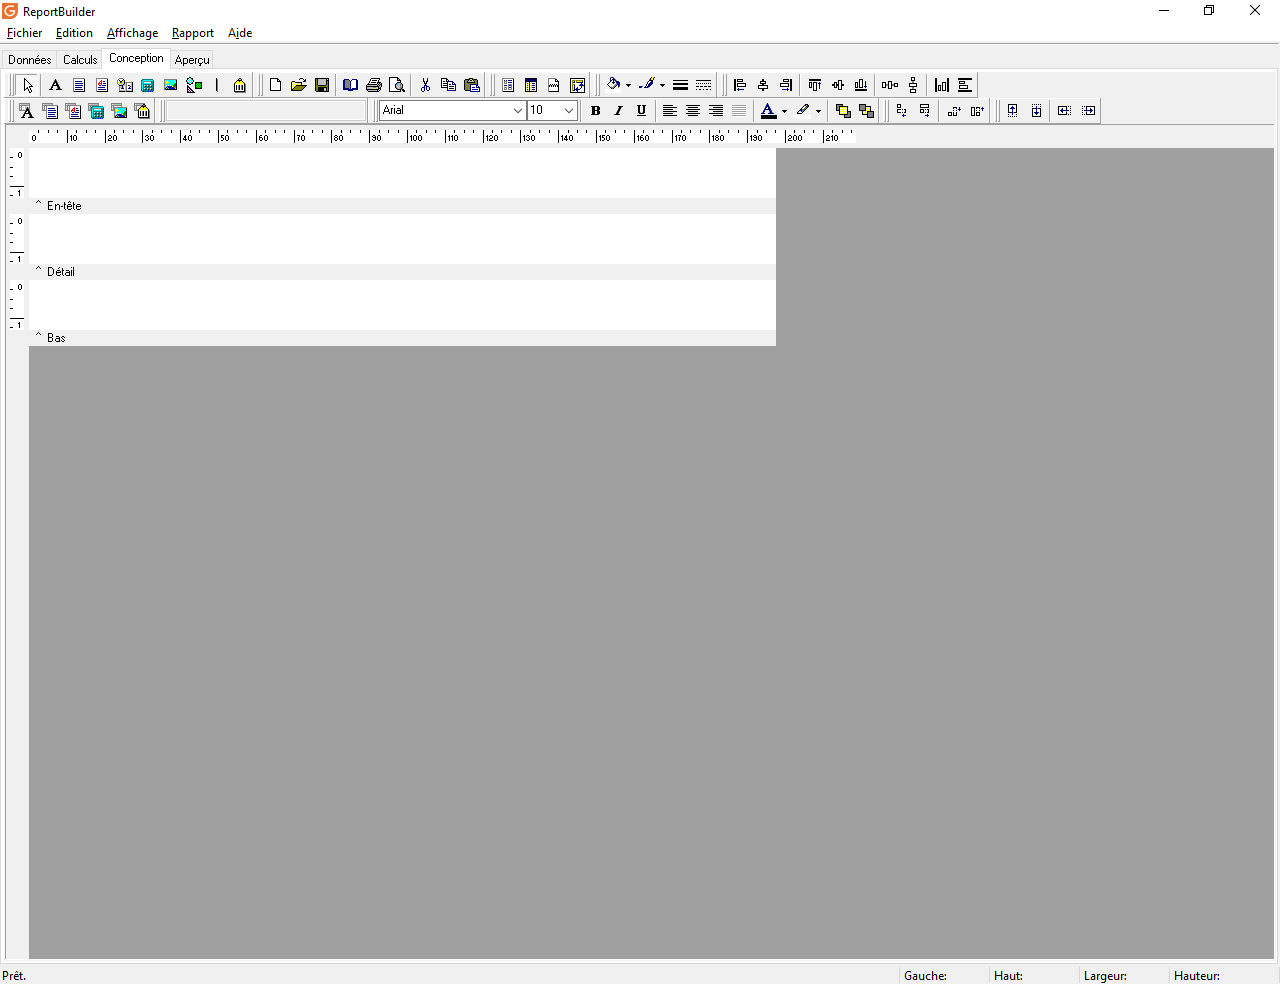 ReportBuilder
Fichier Edition Affichage Rapport Aide
Données Calculs Conception Aperçu
Arial 10 B I U
0 10 20 30 40 50 60 70 80 90 100 110 120 130 140 150 160 170 180 190 200 210
0
1
^ En-tête
0
1
^ Détail
0
1
^ Bas
Prêt. Gauche: Haut: Largeur: Hauteur: